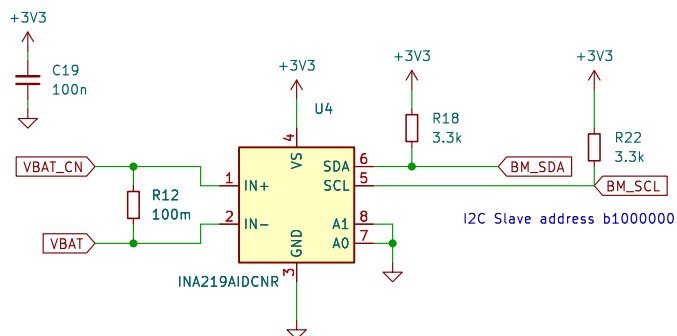 +3V3
C19
100n
+3V3
+3V3
+3V3
U4
R18
3.3k
R22
3.3k
4
VS
VBAT_CN
1
IN+
SDA
6
BM_SDA
SCL
5
BM_SCL
R12
100m
2
IN-
A1
8
I2C Slave address b1000000
VBAT
GND
A0
7
3
INA219AIDCNR